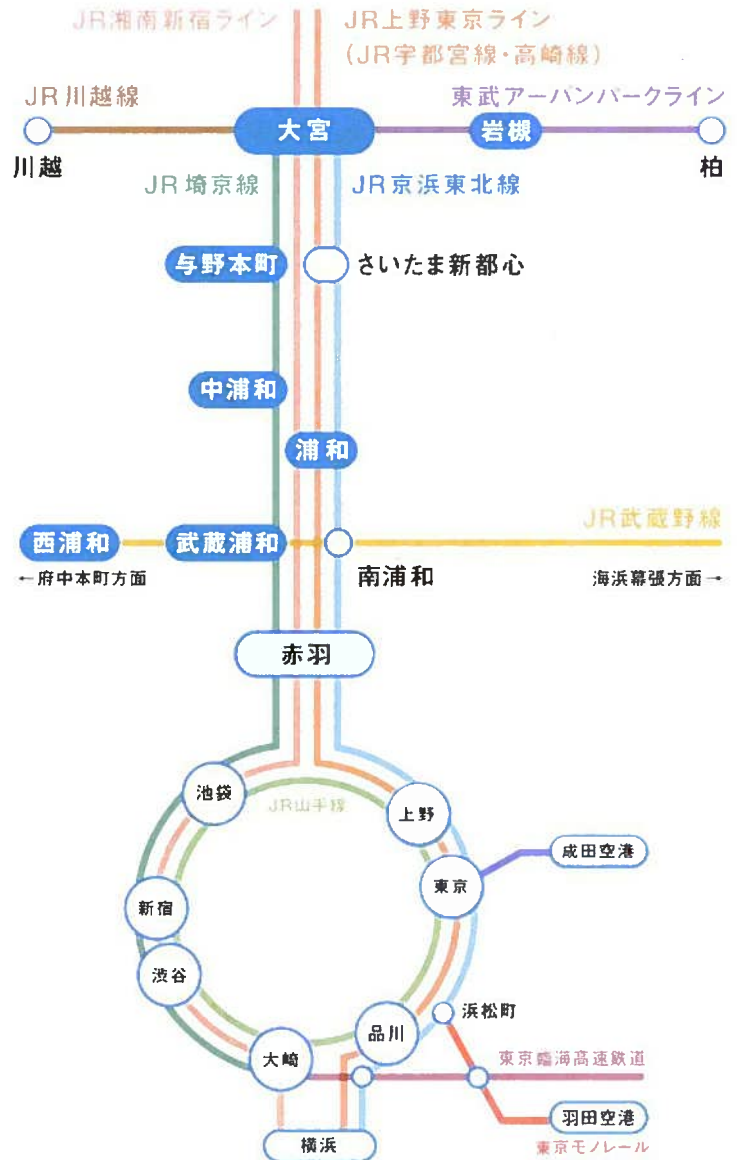 JR湘南新宿ライン
JR上野東京ライン
(JR宇都宮線・高崎線)
JR川越線
東武アーバンパークライン
大宮
岩槻
川越
柏
JR埼京線
JR京浜東北線
与野本町
さいたま新都心
中浦和
浦和
JR武蔵野線
西浦和
武蔵浦和
←府中本町方面
南浦和
海浜幕張方面→
赤羽
池袋
JR山手線
上野
成田空港
東京
新宿
渋谷
浜松町
品川
大崎
東京臨海高速鉄道
羽田空港
横浜
東京モノレール